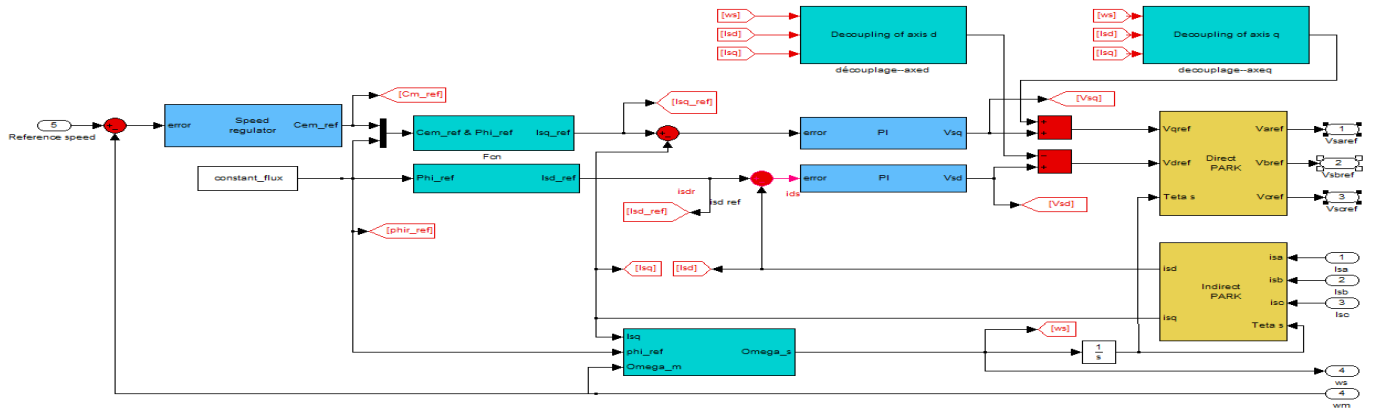 [ws]
[Isd]
[Isq]
Decoupling of axis d
découplage--axed
[ws]
[Isd]
[Isq]
Decoupling of axis q
decouplage--axeq
[Cm_ref]
[Isq_ref]
[Vsq]
5
Reference speed
error
Speed
regulator
Cem_ref
Cem_ref & Phi_ref
Isq_ref
Fcn
error
PI
Vsq
constant_flux
Phi_ref
Isd_ref
isdr
isd ref
[Isd_ref]
ids
error
PI
Vsd
[Vsd]
Vqref
Vdref
Teta s
Direct
PARK
Varef
Vbref
Vcref
1
Vsaref
2
Vsbref
3
Vscref
[phir_ref]
[Isq]
[Isd]
isd
isq
Indirect
PARK
isa
isb
isc
Teta s
1
Isa
2
Isb
3
Isc
Isq
phi_ref
Omega_m
Omega_s
[ws]
1
s
4
ws
4
wm